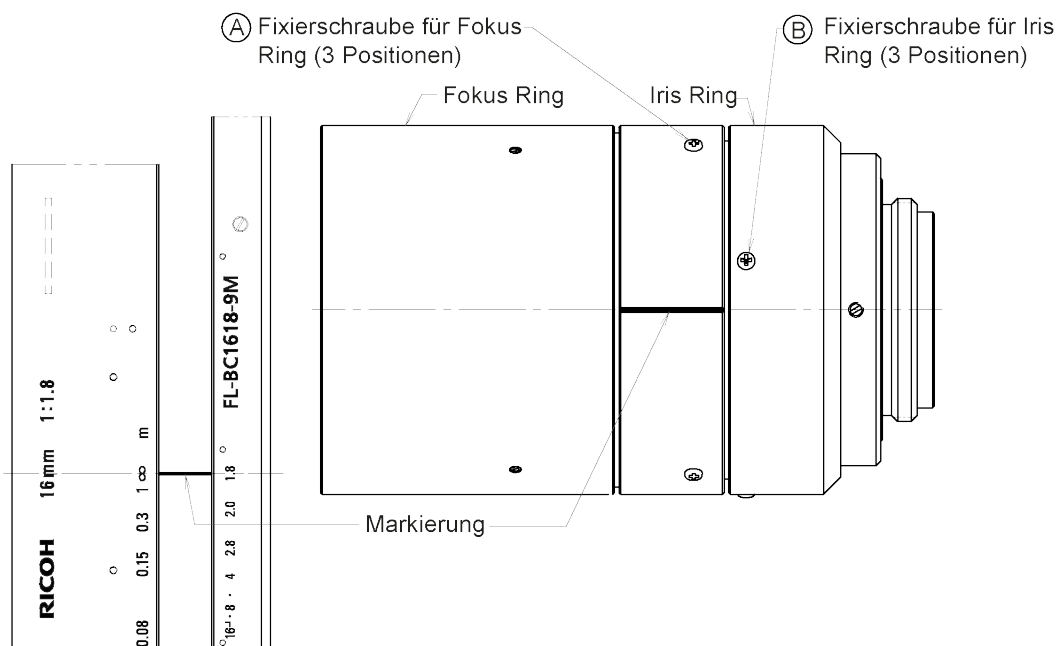 Ⓐ Fixierschraube für Fokus
Ring (3 Positionen)
Ⓑ Fixierschraube für Iris
Ring (3 Positionen)
Fokus Ring
Iris Ring
Markierung
RICOH 16mm 1:1.8
0.08 0.15 0.3 1 ∞ m
FL-BC1618-9M
16 · 8 · 4 2.8 2.0 1.8